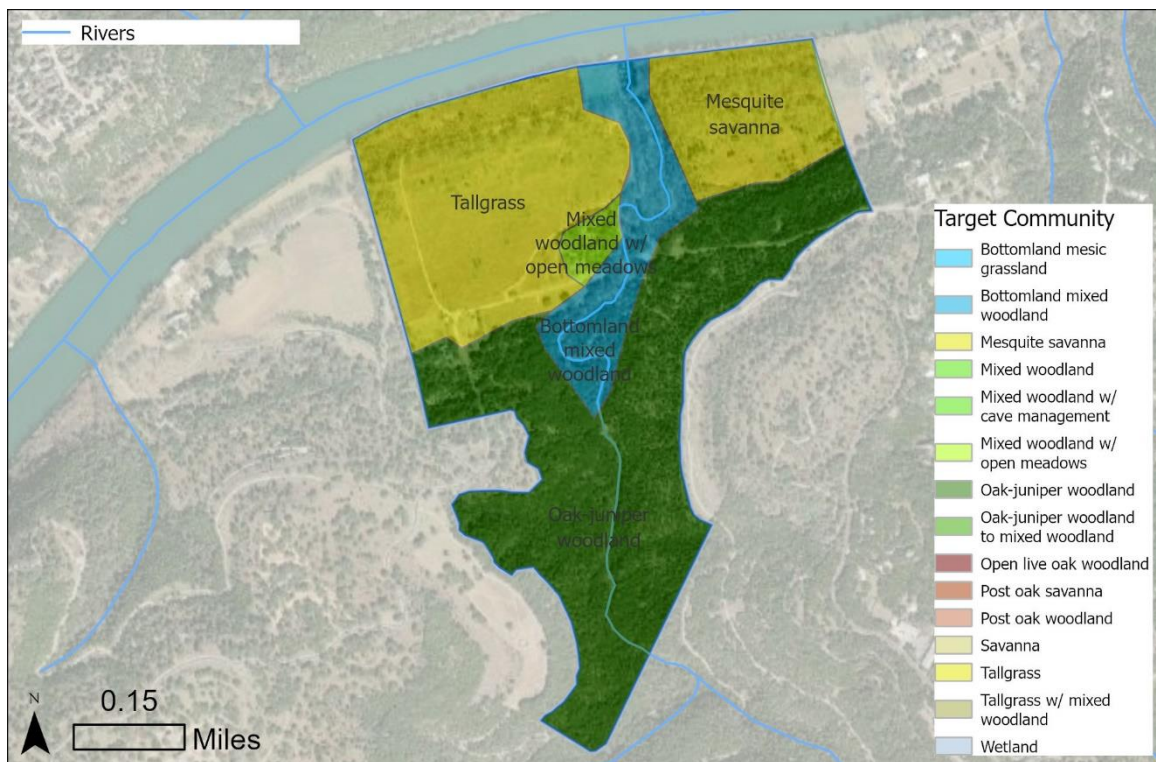 Rivers
Mesquite
savanna
Tallgrass
Mixed
woodland w/
open meadows
Bottomland
mixed
woodland
Oak-juniper
woodland
Target Community
Bottomland mesic
grassland
Bottomland mixed
woodland
Mesquite savanna
Mixed woodland
Mixed woodland w/
cave management
Mixed woodland w/
open meadows
Oak-juniper woodland
Oak-juniper woodland
to mixed woodland
Open live oak woodland
Post oak savanna
Post oak woodland
Savanna
Tallgrass
Tallgrass w/ mixed
woodland
Wetland
N
0.15
Miles